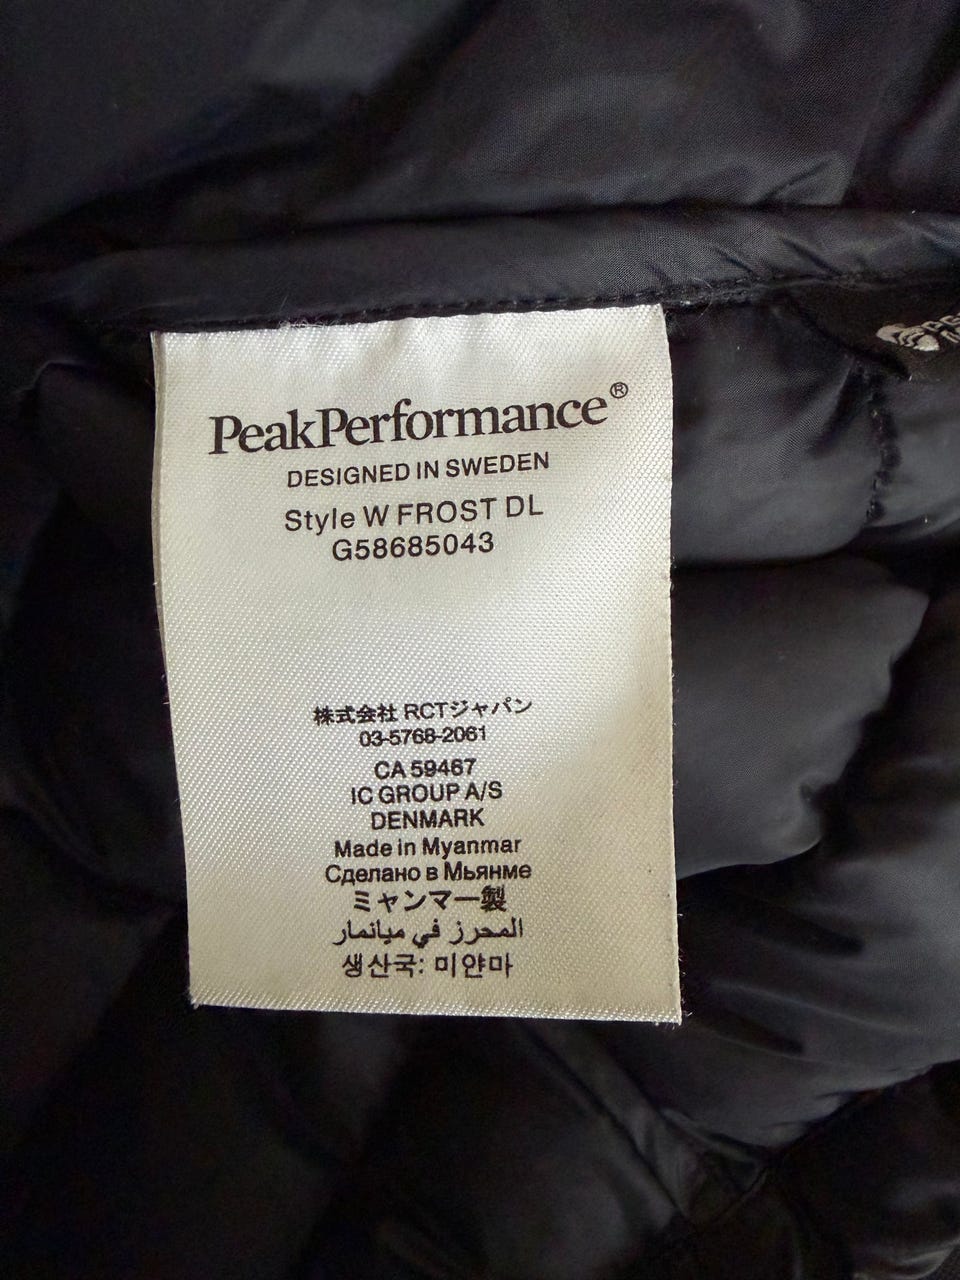 PeakPerformance®
DESIGNED IN SWEDEN
Style W FROST DL
G58685043
株式会社 RCTジャパン
03-5768-2061
CA 59467
IC GROUP A/S
DENMARK
Made in Myanmar
Сделано в Мьянме
ミャンマー製
المحرز في ميانمار
생산국: 미얀마